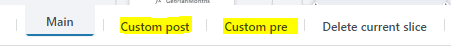 Main
Custom post
Custom pre
Delete current slice